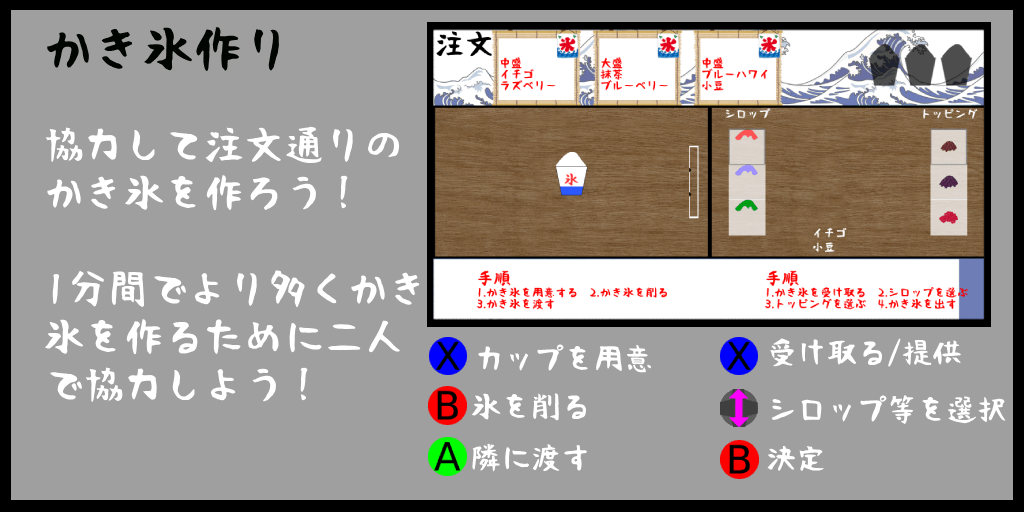 かき氷作り
協力して注文通りの
かき氷を作ろう！
1分間でより多くかき
氷を作るために二人
で協力しよう！
注文
氷
中盛
イチゴ
ラズベリー
氷
大盛
抹茶
ブルーベリー
氷
中盛
ブルーハワイ
小豆
氷
シロップ
トッピング
イチゴ
小豆
手順
1.かき氷を用意する 2.かき氷を削る
3.かき氷を渡す
手順
1.かき氷を受け取る 2.シロップを選ぶ
3.トッピングを選ぶ 4.かき氷を出す
X カップを用意
B 氷を削る
A 隣に渡す
X 受け取る/提供
シロップ等を選択
B 決定